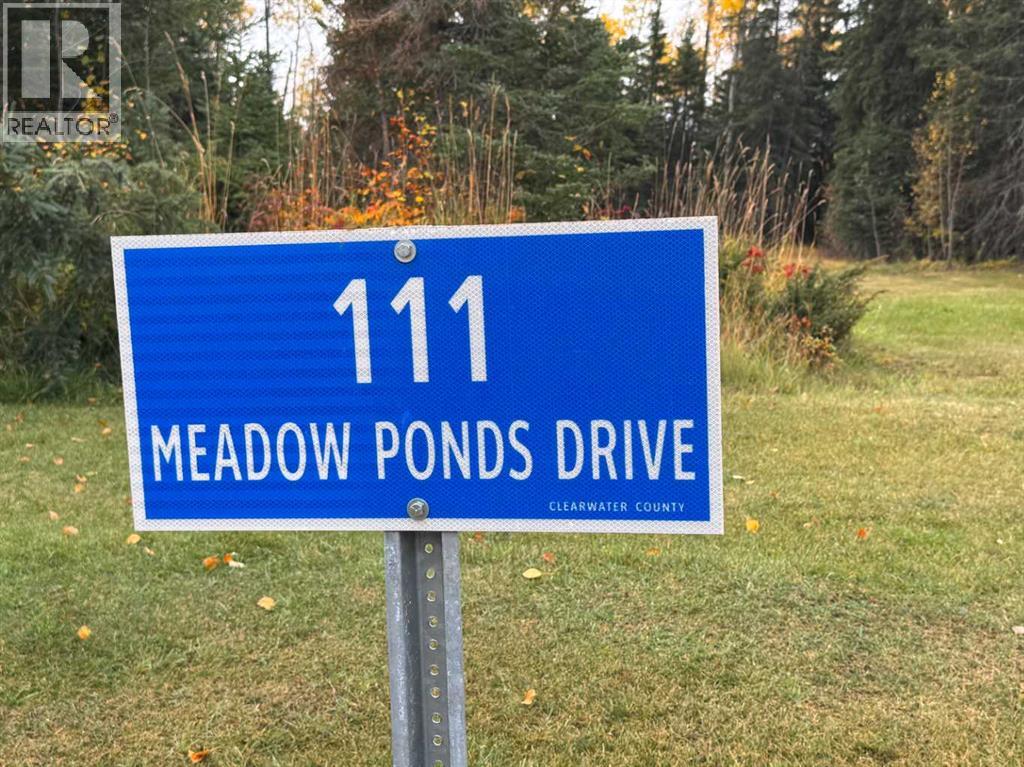 R
REALTOR®
111
MEADOW PONDS DRIVE
CLEARWATER COUNTY